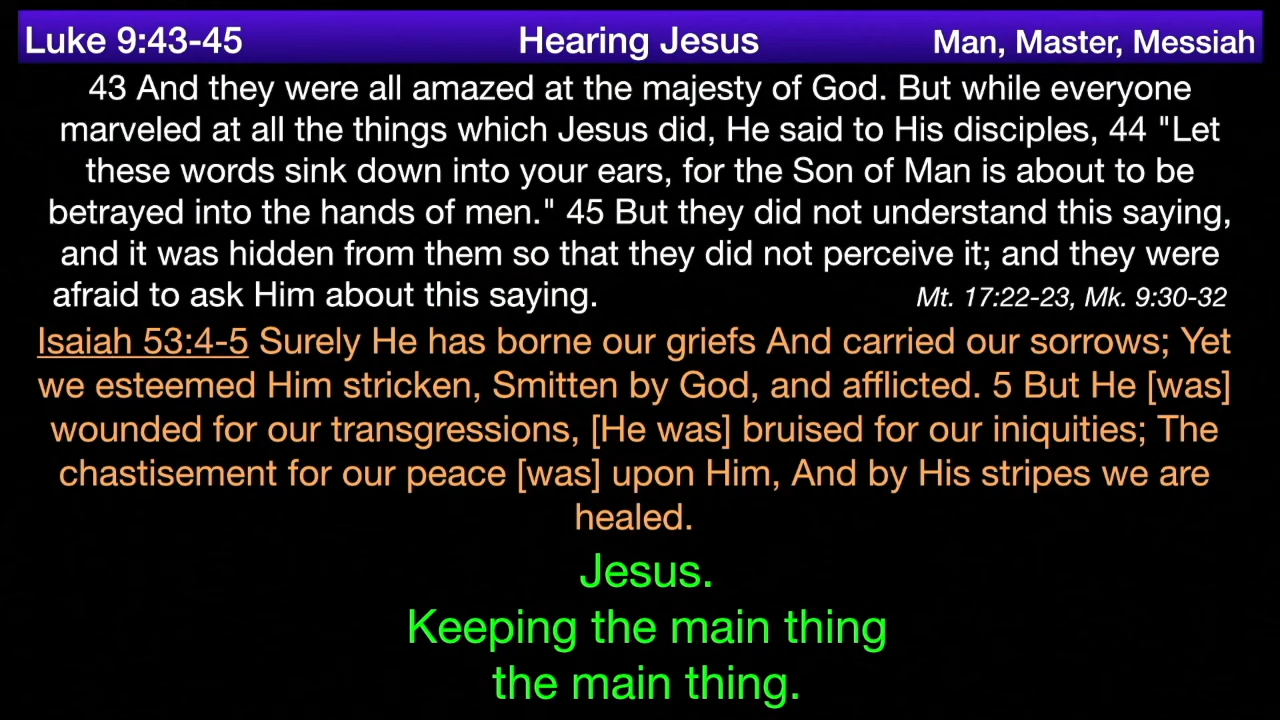 Luke 9:43-45 Hearing Jesus Man, Master, Messiah
43 And they were all amazed at the majesty of God. But while everyone
marveled at all the things which Jesus did, He said to His disciples, 44 "Let
these words sink down into your ears, for the Son of Man is about to be
betrayed into the hands of men." 45 But they did not understand this saying,
and it was hidden from them so that they did not perceive it; and they were
afraid to ask Him about this saying. Mt. 17:22-23, Mk. 9:30-32
Isaiah 53:4-5 Surely He has borne our griefs And carried our sorrows; Yet
we esteemed Him stricken, Smitten by God, and afflicted. 5 But He [was]
wounded for our transgressions, [He was] bruised for our iniquities; The
chastisement for our peace [was] upon Him, And by His stripes we are
healed.
Jesus.
Keeping the main thing
the main thing.